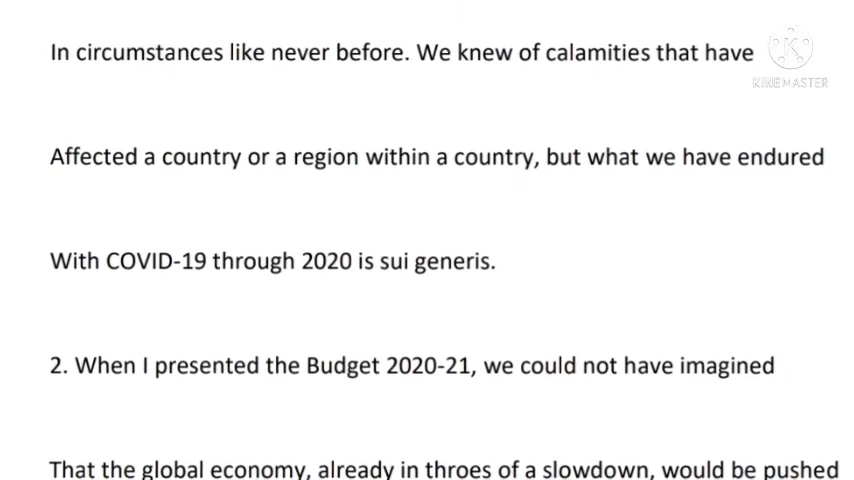 In circumstances like never before. We knew of calamities that have
KINEMASTER
Affected a country or a region within a country, but what we have endured
With COVID-19 through 2020 is sui generis.
2. When I presented the Budget 2020-21, we could not have imagined
That the global economy, already in throes of a slowdown, would be pushed